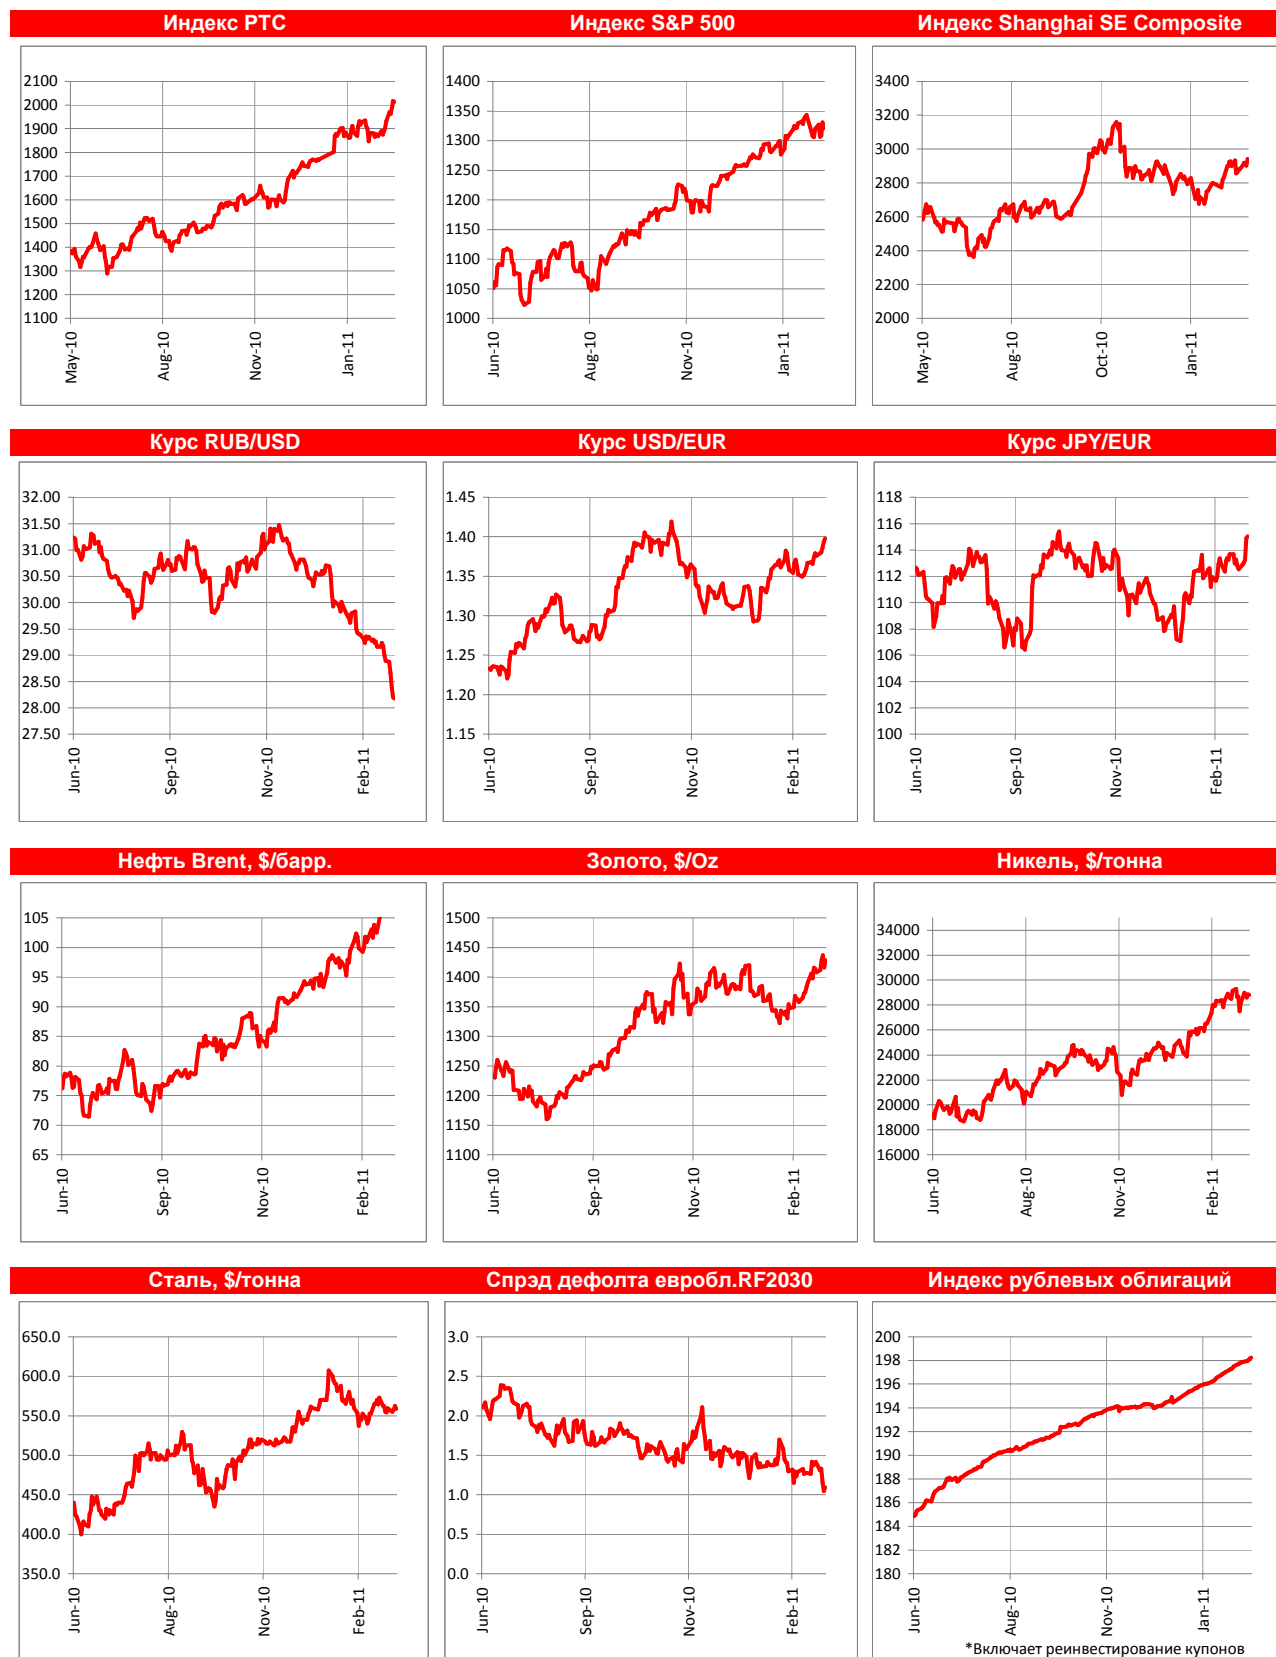 Индекс РТС
Индекс S&P 500
Индекс Shanghai SE Composite
2100
2000
1900
1800
1700
1600
1500
1400
1300
1200
1100
May-10
Aug-10
Nov-10
Jan-11
1400
1350
1300
1250
1200
1150
1100
1050
1000
Jun-10
Aug-10
Nov-10
Jan-11
3400
3200
3000
2800
2600
2400
2200
2000
May-10
Aug-10
Oct-10
Jan-11
Курс RUB/USD
Курс USD/EUR
Курс JPY/EUR
32.00
31.50
31.00
30.50
30.00
29.50
29.00
28.50
28.00
27.50
Jun-10
Sep-10
Nov-10
Feb-11
1.45
1.40
1.35
1.30
1.25
1.20
1.15
Jun-10
Sep-10
Nov-10
Feb-11
118
116
114
112
110
108
106
104
102
100
Jun-10
Sep-10
Nov-10
Feb-11
Нефть Brent, $/барр.
Золото, $/Oz
Никель, $/тонна
105
100
95
90
85
80
75
70
65
Jun-10
Sep-10
Nov-10
Feb-11
1500
1450
1400
1350
1300
1250
1200
1150
1100
Jun-10
Sep-10
Nov-10
Feb-11
34000
32000
30000
28000
26000
24000
22000
20000
18000
16000
Jun-10
Aug-10
Nov-10
Feb-11
Сталь, $/тонна
Спрэд дефолта евробл.RF2030
Индекс рублевых облигаций
650.0
600.0
550.0
500.0
450.0
400.0
350.0
Jun-10
Aug-10
Nov-10
Feb-11
3.0
2.5
2.0
1.5
1.0
0.5
0.0
Jun-10
Sep-10
Nov-10
Feb-11
200
198
196
194
192
190
188
186
184
182
180
Jun-10
Aug-10
Nov-10
Jan-11
*Включает реинвестирование купонов